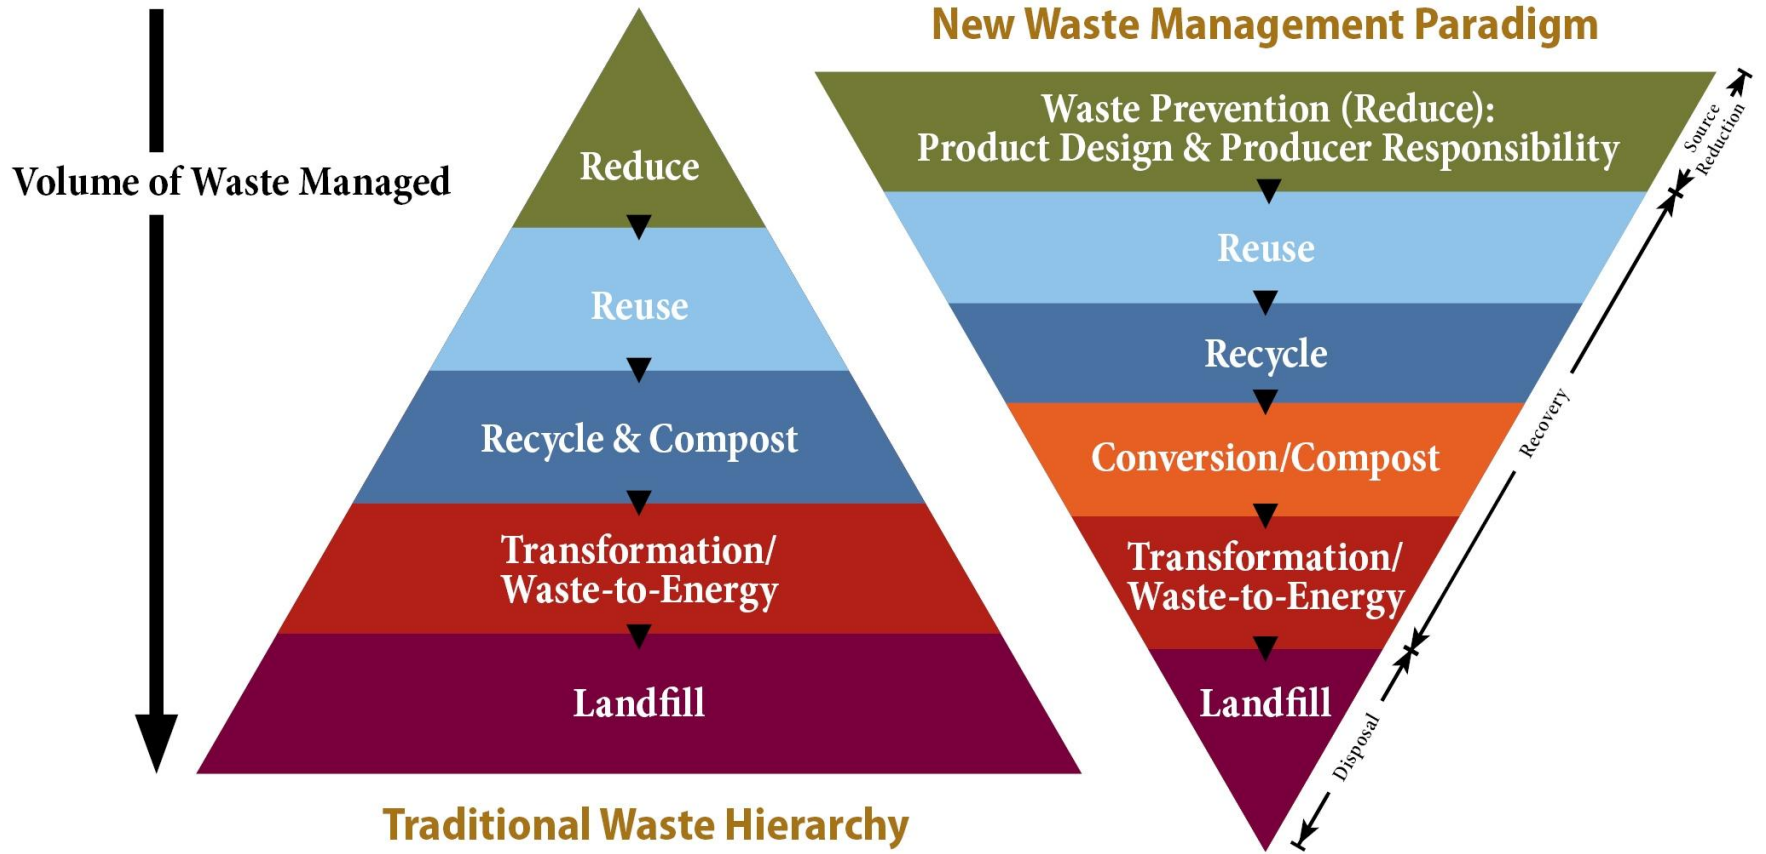 Volume of Waste Managed
Reduce
Reuse
Recycle & Compost
Transformation/
Waste-to-Energy
Landfill
Traditional Waste Hierarchy
New Waste Management Paradigm
Waste Prevention (Reduce):
Product Design & Producer Responsibility
Reuse
Recycle
Conversion/Compost
Transformation/
Waste-to-Energy
Landfill
Source
Reduction
Recovery
Disposal